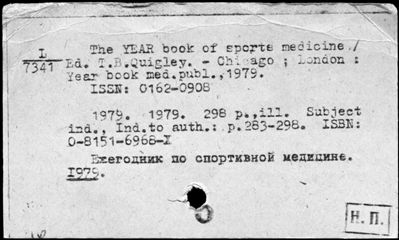 The YEAR book of sports medicine./
L
7341
Ed. T.B.Quigley. - Chicago ; London :
Year book med.publ.,1979.
ISSN: 0162-0908
1979. 1979. 298 p.,ill. Subject
ind., Ind.to auth.: p.283-298. ISBN:
0-8151-6968-X
Ежегодник по спортивной медицине.
1979.
Н.П.